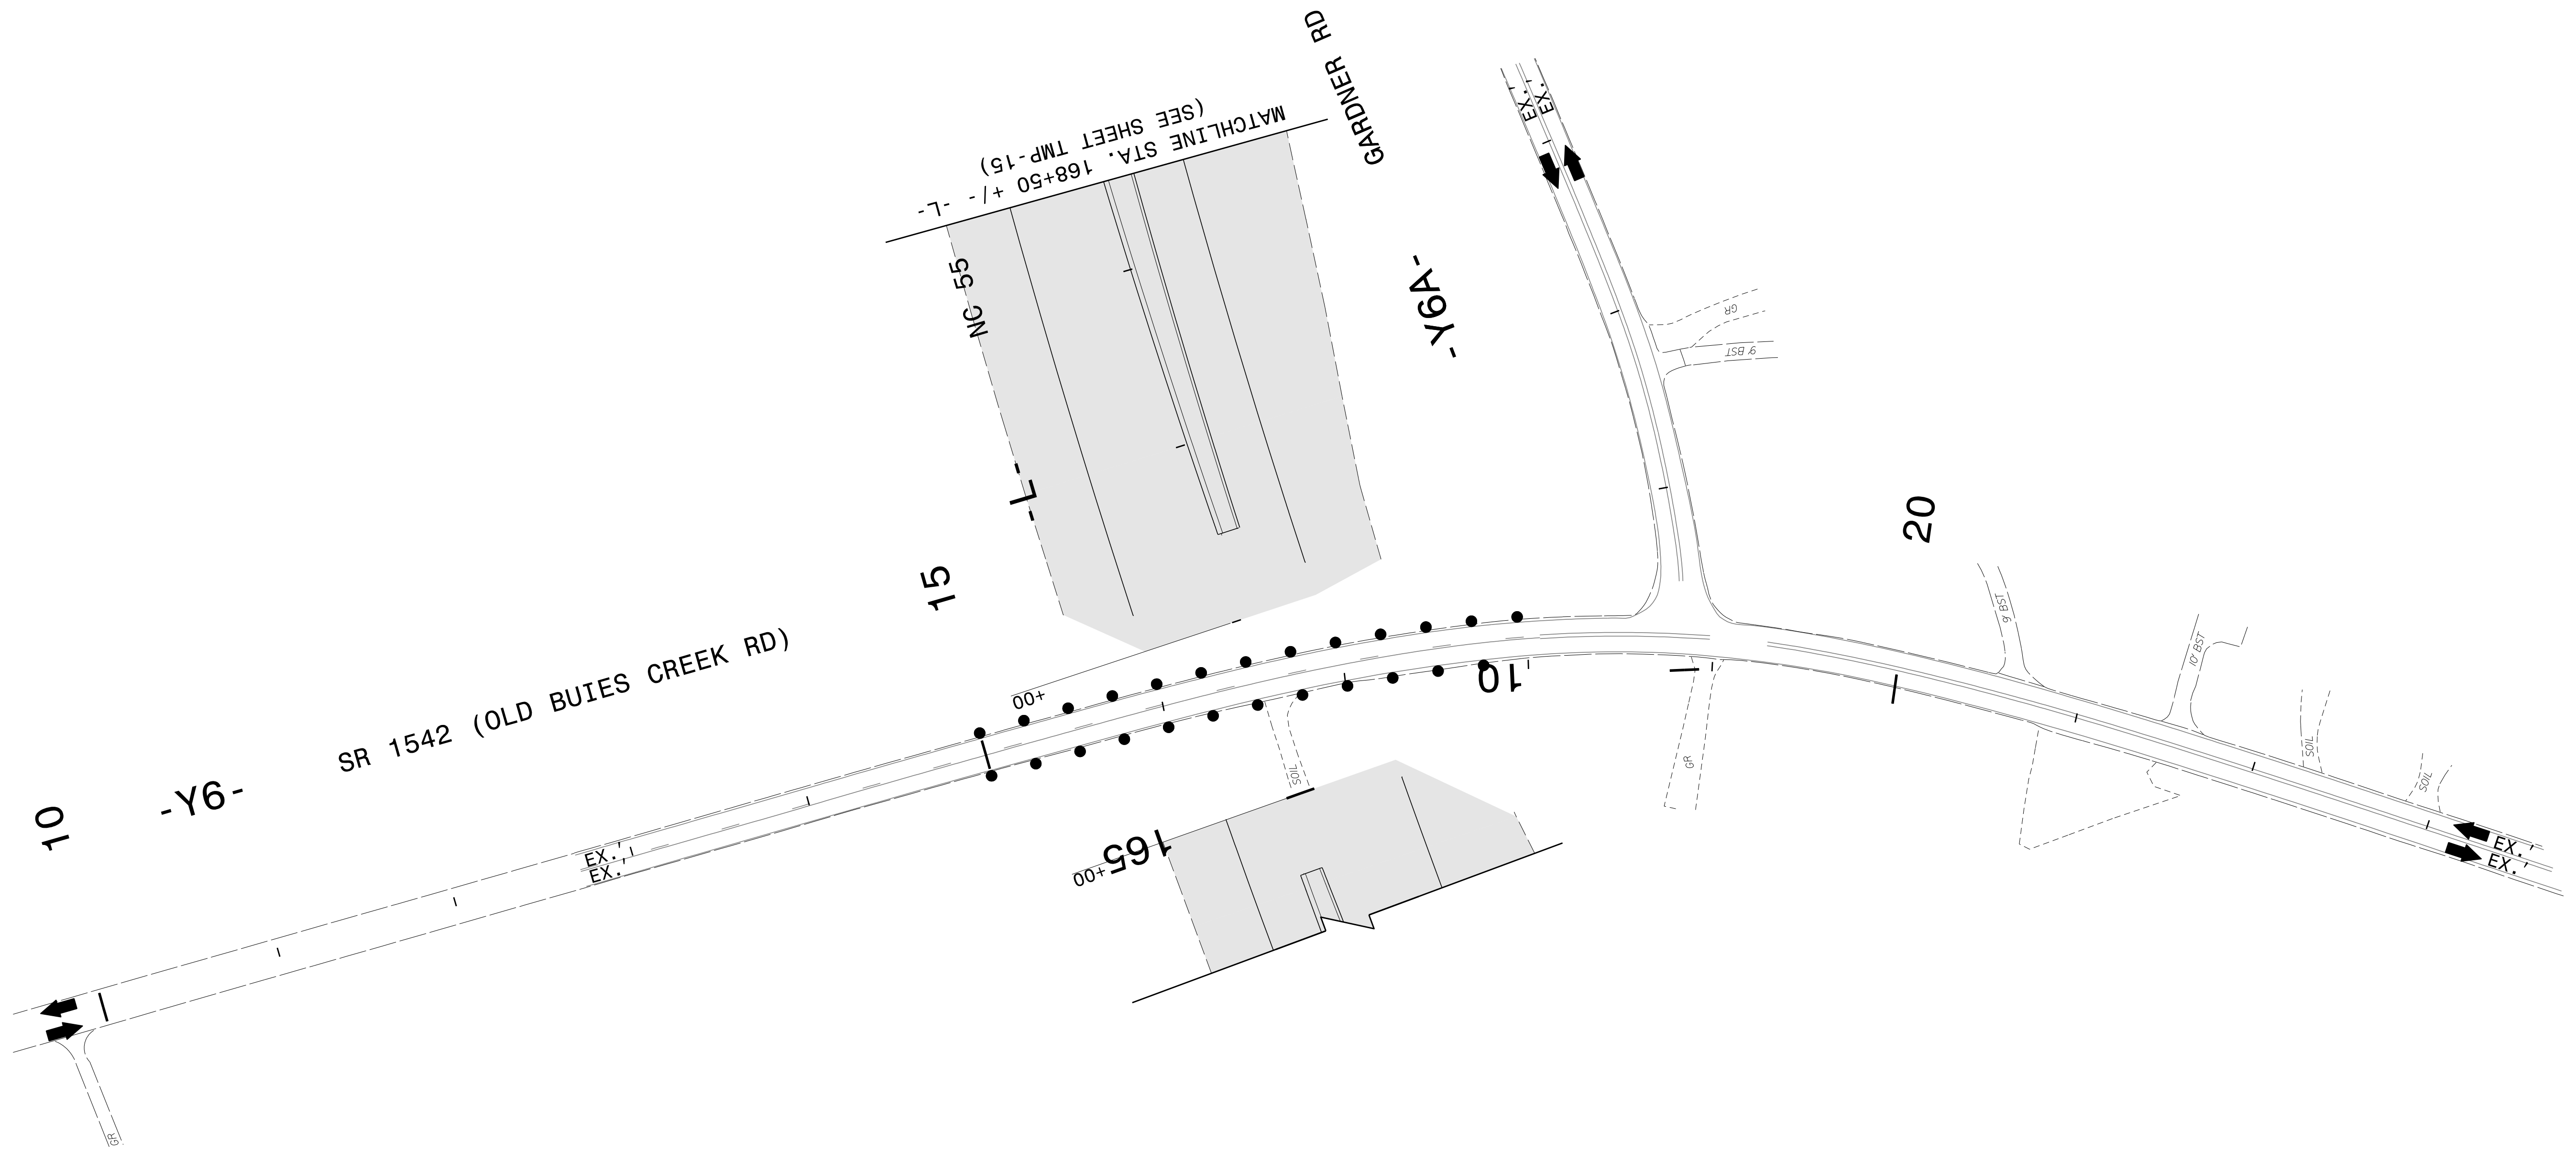 GARDNER RD
(SEE SHEET TMP-15)
MATCHLINE STA. 168+50 +/- -L-
EX.'
EX.'
NC 55
-Y6A-
GR
9' BST
-L-
20
15
9' BST
10' BST
SR 1542 (OLD BUIES CREEK RD)
+00
10
-Y6-
10
SOIL
GR
SOIL
SOIL
165
+00
EX.'
EX.'
EX.'
EX.'
GR